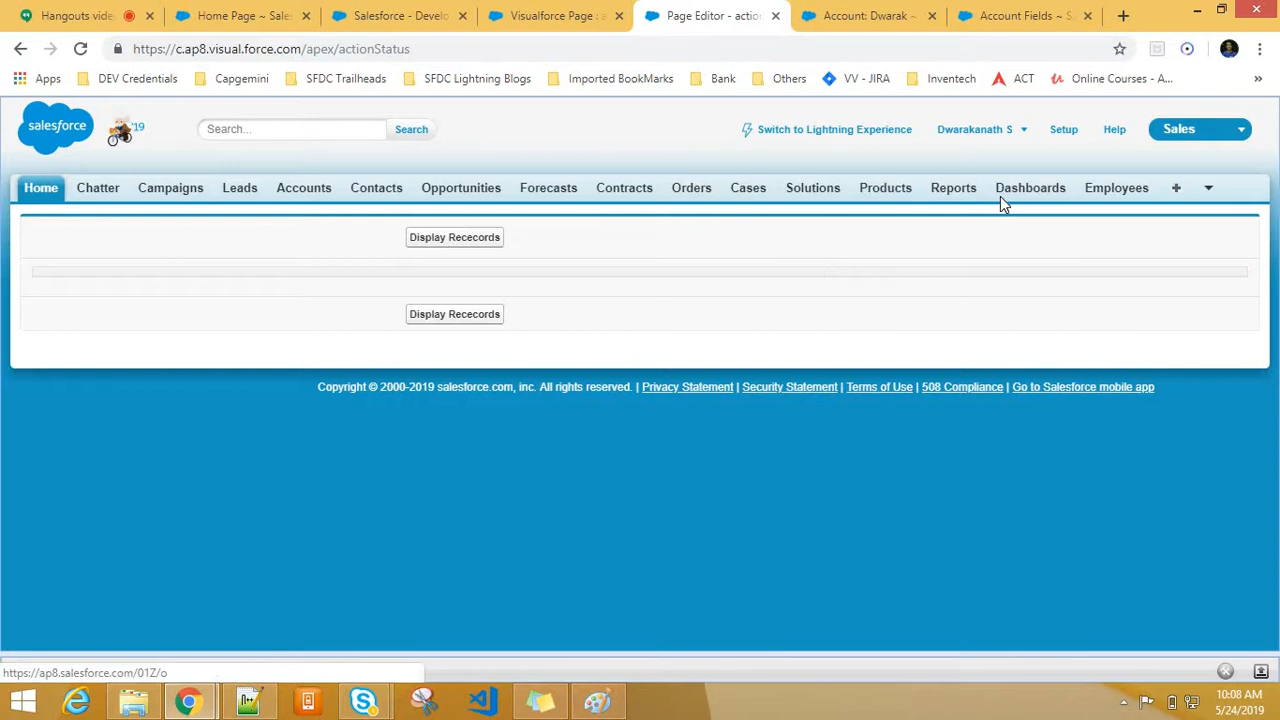 Hangouts vide
Home Page ~ Sale
Salesforce - Develo
Visualforce Page : a
Page Editor - action
Account: Dwarak ~
Account Fields ~ S
https://c.ap8.visual.force.com/apex/actionStatus
Apps
DEV Credentials
Capgemini
SFDC Trailheads
SFDC Lightning Blogs
Imported BookMarks
Bank
Others
VV - JIRA
Inventech
ACT
Online Courses - A...
salesforce
'19
Search...
Search
Switch to Lightning Experience
Dwarakanath S
Setup
Help
Sales
Home
Chatter
Campaigns
Leads
Accounts
Contacts
Opportunities
Forecasts
Contracts
Orders
Cases
Solutions
Products
Reports
Dashboards
Employees
+
Display Rececords
Display Rececords
Copyright © 2000-2019 salesforce.com, inc. All rights reserved. | Privacy Statement | Security Statement | Terms of Use | 508 Compliance | Go to Salesforce mobile app
https://ap8.salesforce.com/01Z/o
10:08 AM
5/24/2019